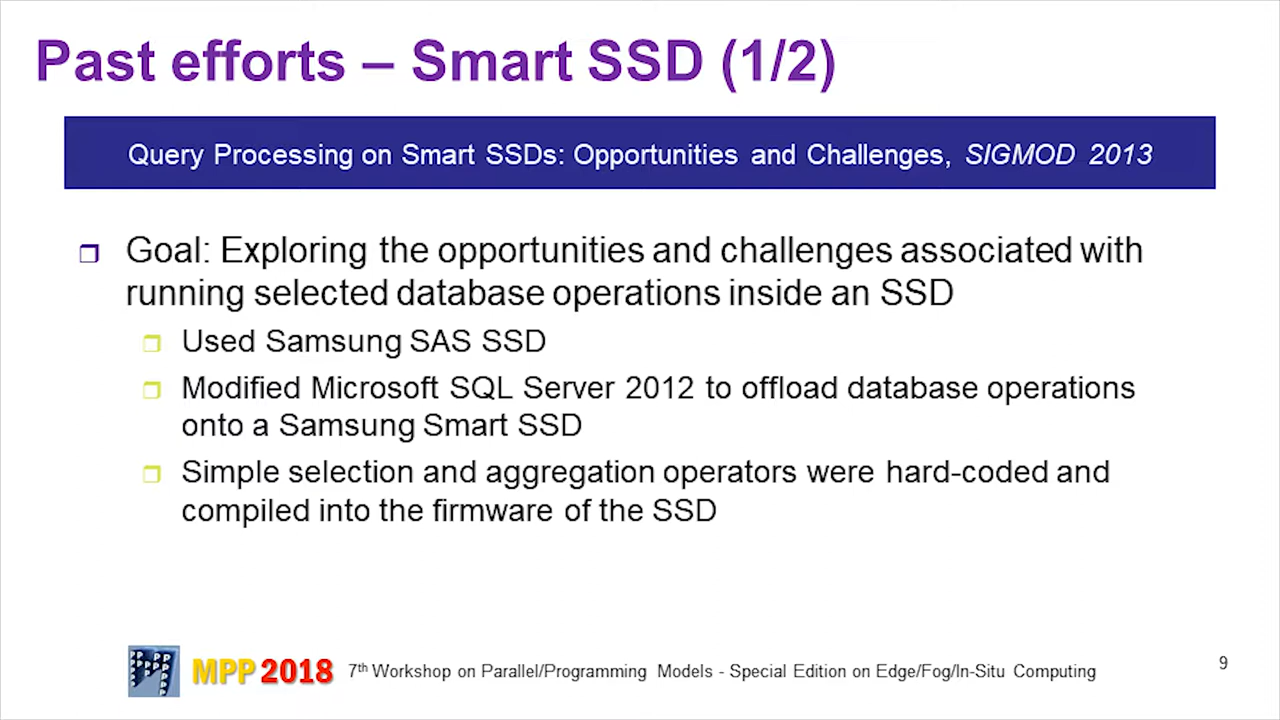 Past efforts – Smart SSD (1/2)
Query Processing on Smart SSDs: Opportunities and Challenges, SIGMOD 2013
Goal: Exploring the opportunities and challenges associated with
running selected database operations inside an SSD
Used Samsung SAS SSD
Modified Microsoft SQL Server 2012 to offload database operations
onto a Samsung Smart SSD
Simple selection and aggregation operators were hard-coded and
compiled into the firmware of the SSD
MPP 2018 7th Workshop on Parallel/Programming Models - Special Edition on Edge/Fog/In-Situ Computing
9